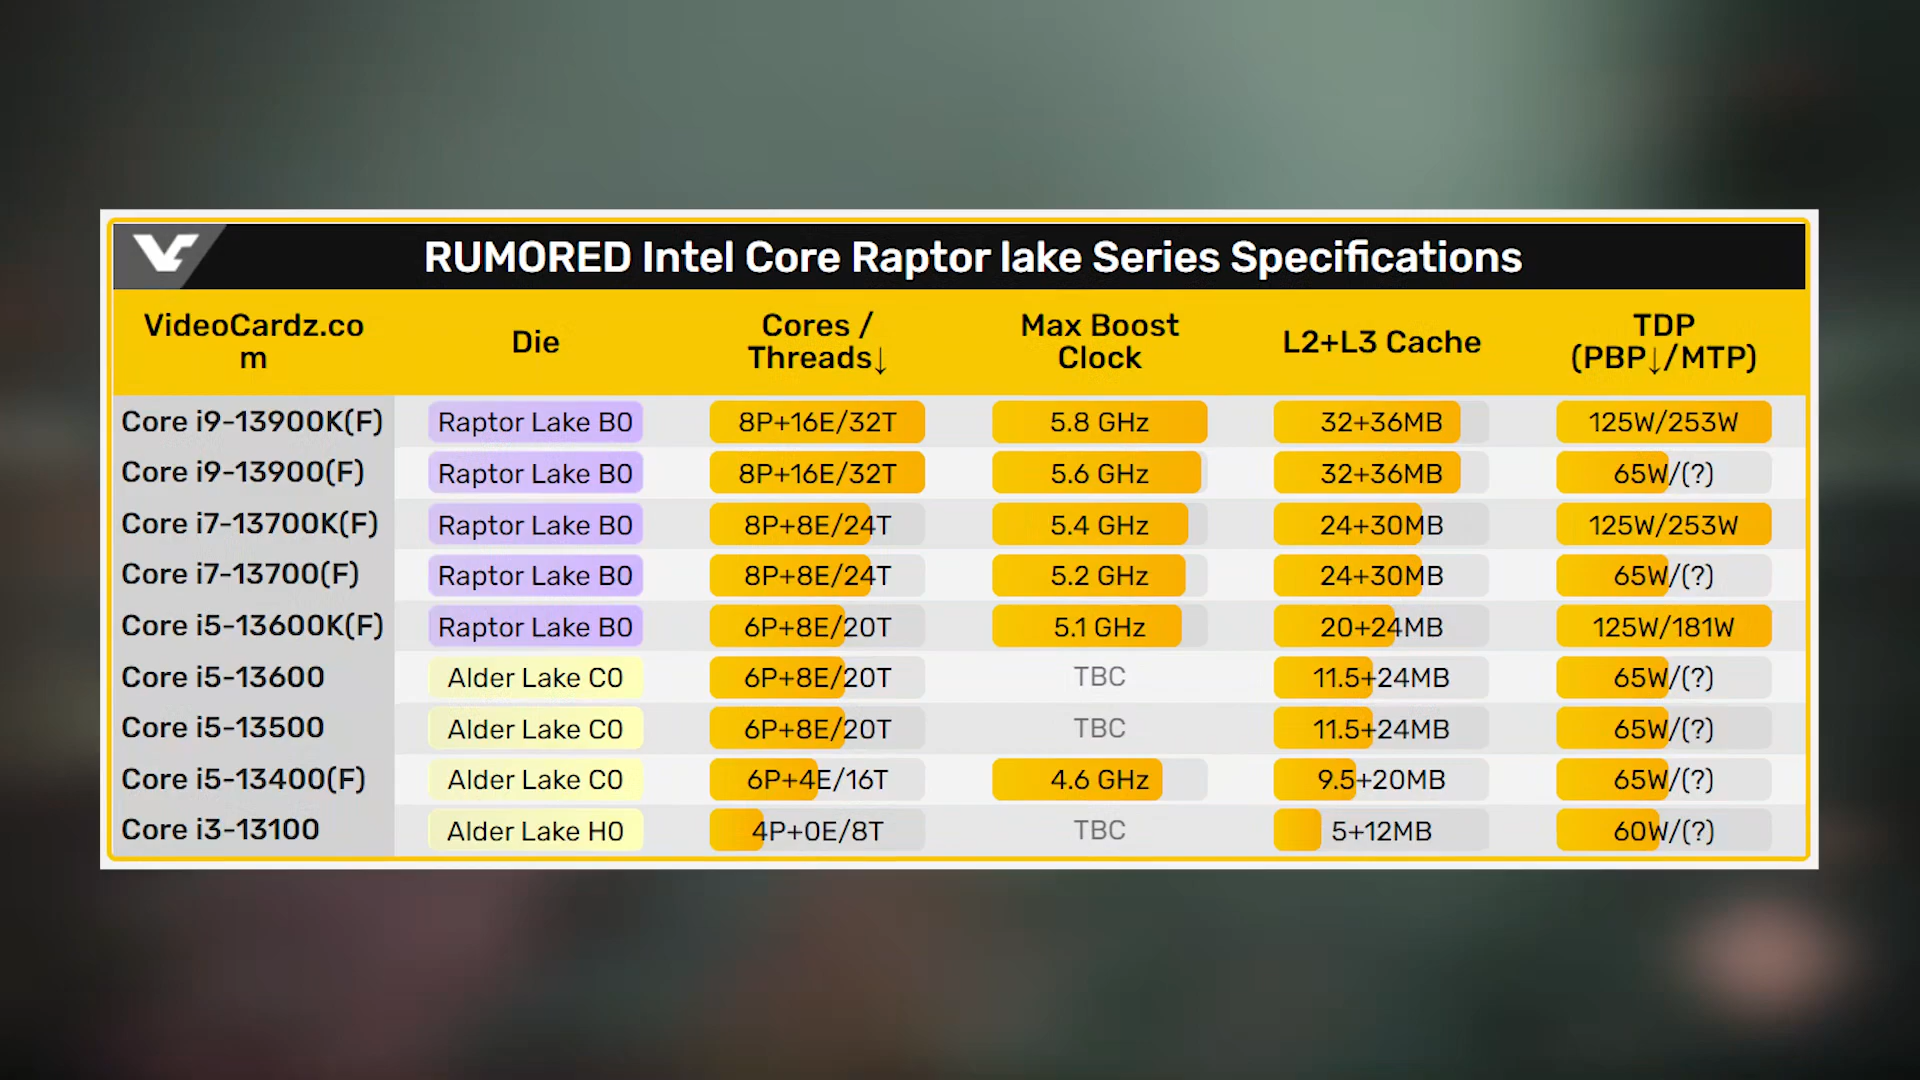 RUMORED Intel Core Raptor lake Series Specifications
VideoCardz.co
m
Die
Cores /
Threads↓
Max Boost
Clock
L2+L3 Cache
TDP
(PBP↓/MTP)
Core i9-13900K(F) Raptor Lake B0 8P+16E/32T 5.8 GHz 32+36MB 125W/253W
Core i9-13900(F) Raptor Lake B0 8P+16E/32T 5.6 GHz 32+36MB 65W/(?)
Core i7-13700K(F) Raptor Lake B0 8P+8E/24T 5.4 GHz 24+30MB 125W/253W
Core i7-13700(F) Raptor Lake B0 8P+8E/24T 5.2 GHz 24+30MB 65W/(?)
Core i5-13600K(F) Raptor Lake B0 6P+8E/20T 5.1 GHz 20+24MB 125W/181W
Core i5-13600 Alder Lake C0 6P+8E/20T TBC 11.5+24MB 65W/(?)
Core i5-13500 Alder Lake C0 6P+8E/20T TBC 11.5+24MB 65W/(?)
Core i5-13400(F) Alder Lake C0 6P+4E/16T 4.6 GHz 9.5+20MB 65W/(?)
Core i3-13100 Alder Lake H0 4P+0E/8T TBC 5+12MB 60W/(?)